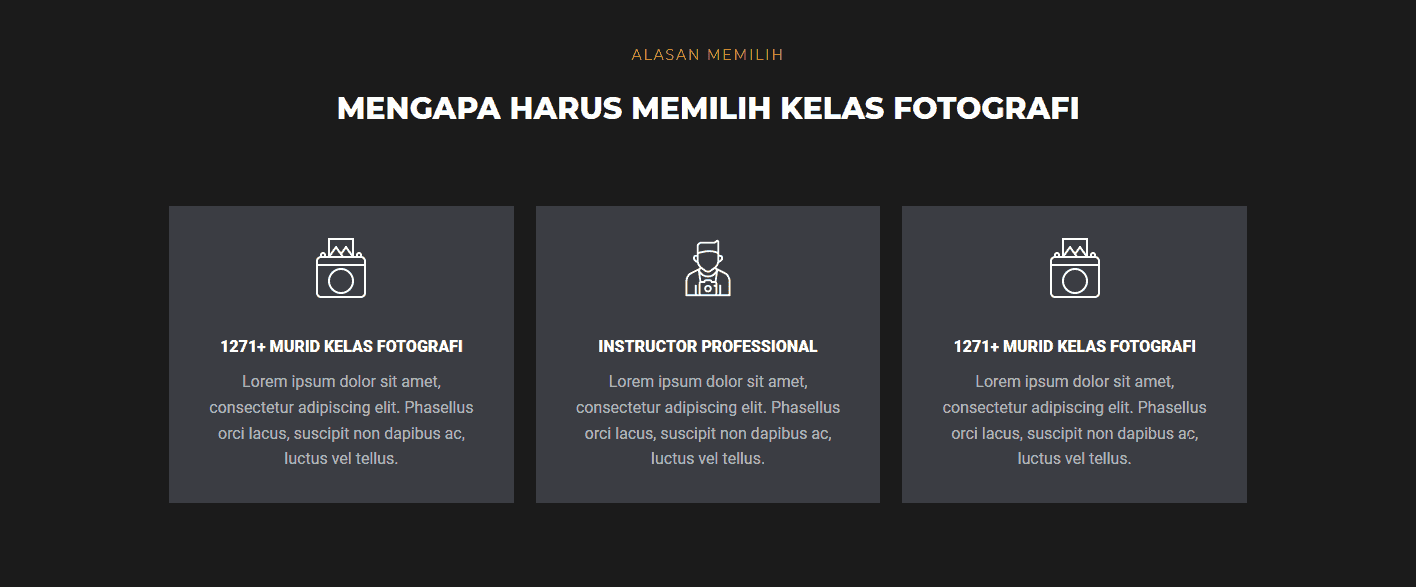 ALASAN MEMILIH
MENGAPA HARUS MEMILIH KELAS FOTOGRAFI
1271+ MURID KELAS FOTOGRAFI
Lorem ipsum dolor sit amet,
consectetur adipiscing elit. Phasellus
orci lacus, suscipit non dapibus ac,
luctus vel tellus.
INSTRUCTOR PROFESSIONAL
Lorem ipsum dolor sit amet,
consectetur adipiscing elit. Phasellus
orci lacus, suscipit non dapibus ac,
luctus vel tellus.
1271+ MURID KELAS FOTOGRAFI
Lorem ipsum dolor sit amet,
consectetur adipiscing elit. Phasellus
orci lacus, suscipit non dapibus ac,
luctus vel tellus.